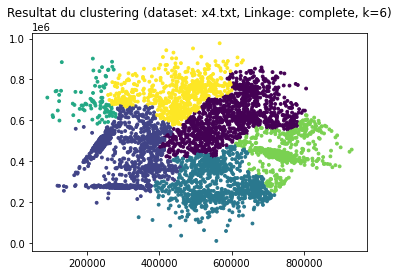 Resultat du clustering (dataset: x4.txt, Linkage: complete, k=6)
1e6
1.0
0.8
0.6
0.4
0.2
0.0
200000 400000 600000 800000